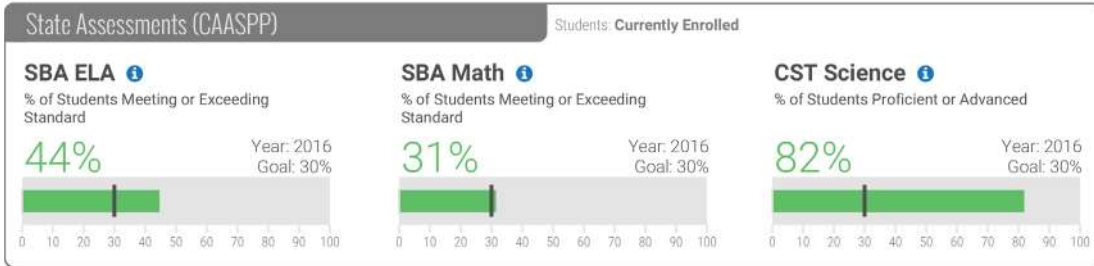 State Assessments (CAASPP)
Students: Currently Enrolled
SBA ELA
% of Students Meeting or Exceeding
Standard
44%
Year: 2016
Goal: 30%
0 10 20 30 40 50 60 70 80 90 100
SBA Math
% of Students Meeting or Exceeding
Standard
31%
Year: 2016
Goal: 30%
0 10 20 30 40 50 60 70 80 90 100
CST Science
% of Students Proficient or Advanced
82%
Year: 2016
Goal: 30%
0 10 20 30 40 50 60 70 80 90 100